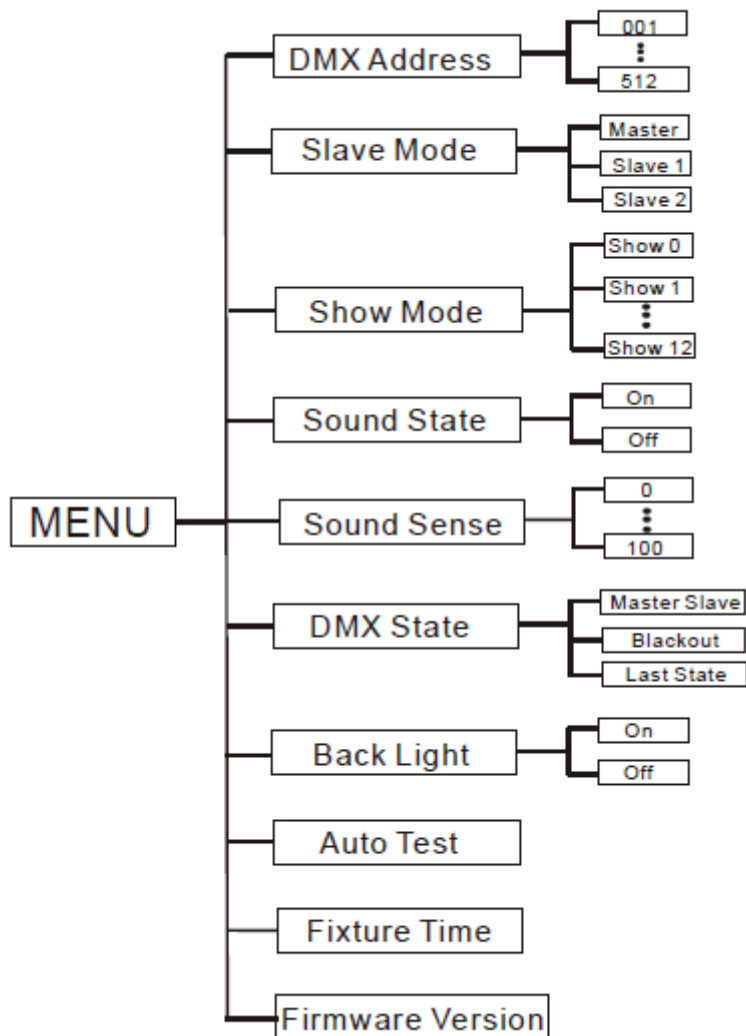 MENU
DMX Address
001
512
Slave Mode
Master
Slave 1
Slave 2
Show Mode
Show 0
Show 1
Show 12
Sound State
On
Off
Sound Sense
0
100
DMX State
Master Slave
Blackout
Last State
Back Light
On
Off
Auto Test
Fixture Time
Firmware Version